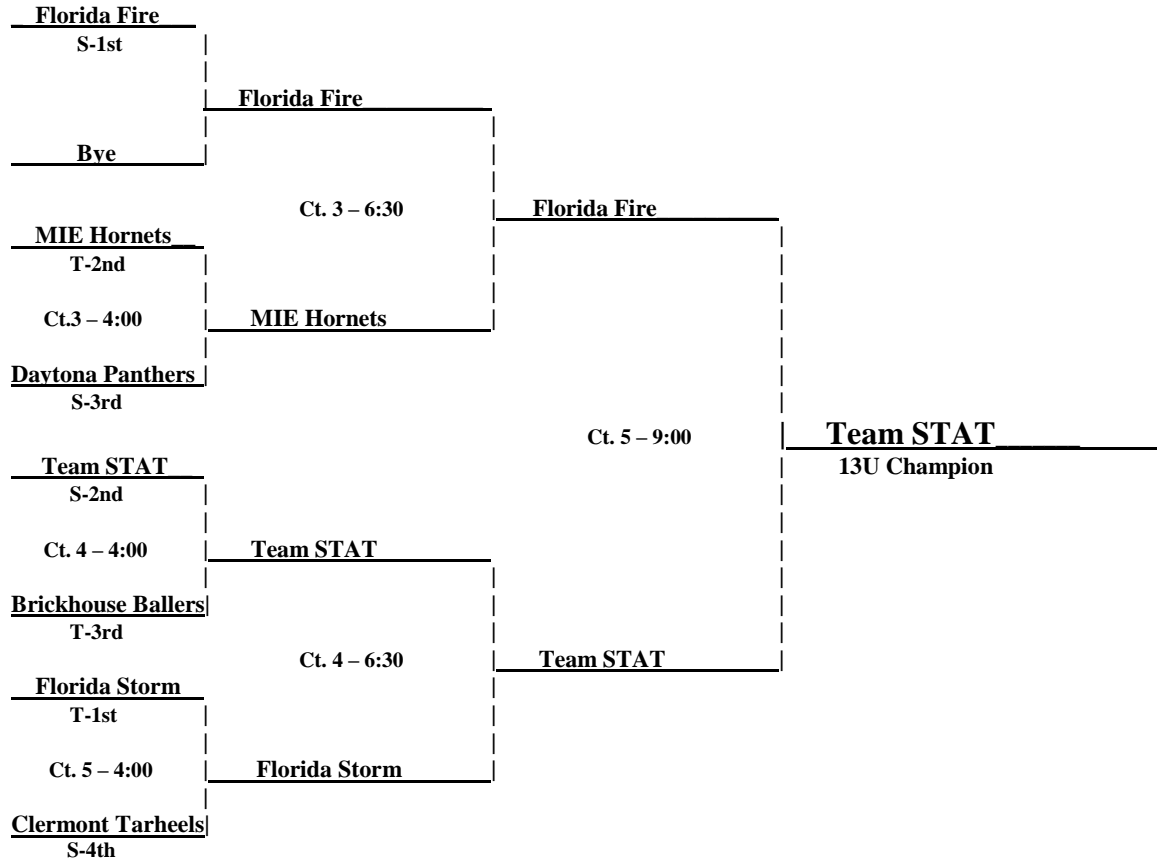 Florida Fire
S-1st
Florida Fire
Bye
Ct. 3 – 6:30
Florida Fire
MIE Hornets
T-2nd
Ct.3 – 4:00
MIE Hornets
Daytona Panthers
S-3rd
Ct. 5 – 9:00
Team STAT
13U Champion
Team STAT
S-2nd
Ct. 4 – 4:00
Team STAT
Brickhouse Ballers
T-3rd
Ct. 4 – 6:30
Team STAT
Florida Storm
T-1st
Ct. 5 – 4:00
Florida Storm
Clermont Tarheels
S-4th